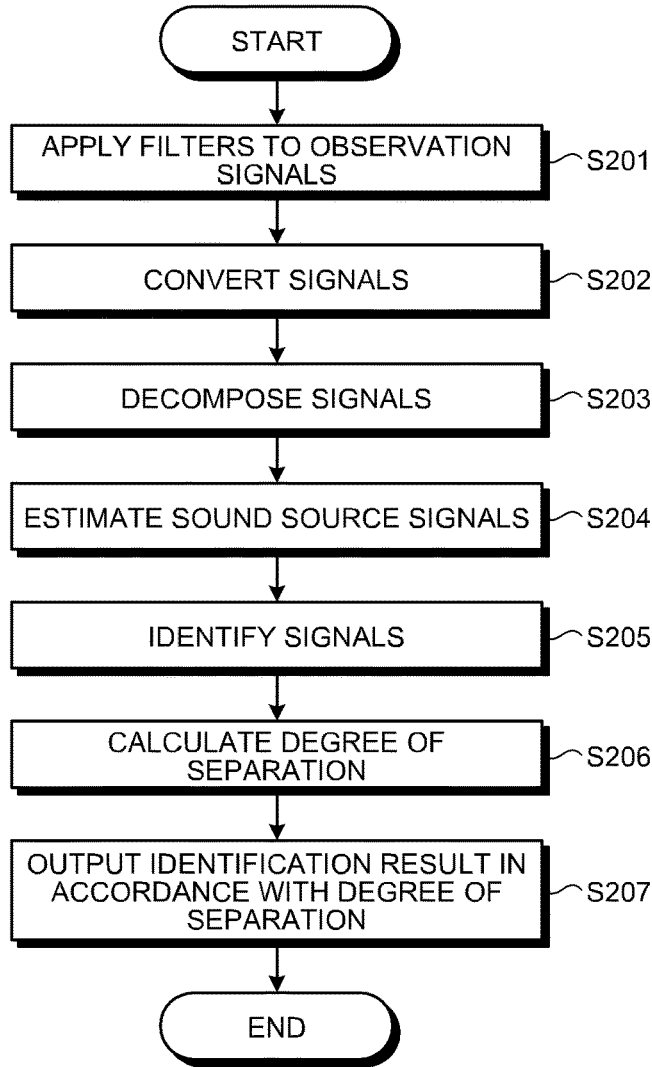 START
APPLY FILTERS TO OBSERVATION
SIGNALS
S201
CONVERT SIGNALS
S202
DECOMPOSE SIGNALS
S203
ESTIMATE SOUND SOURCE SIGNALS
S204
IDENTIFY SIGNALS
S205
CALCULATE DEGREE OF
SEPARATION
S206
OUTPUT IDENTIFICATION RESULT IN
ACCORDANCE WITH DEGREE OF
SEPARATION
S207
END